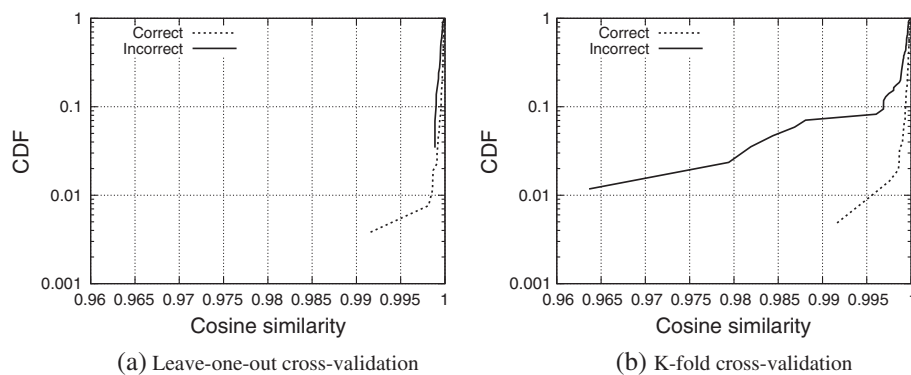 1
Correct
Incorrect
0.1
CDF
0.01
0.001
0.96 0.965 0.97 0.975 0.98 0.985 0.99 0.995 1
Cosine similarity
(a) Leave-one-out cross-validation
1
Correct
Incorrect
0.1
CDF
0.01
0.001
0.96 0.965 0.97 0.975 0.98 0.985 0.99 0.995 1
Cosine similarity
(b) K-fold cross-validation